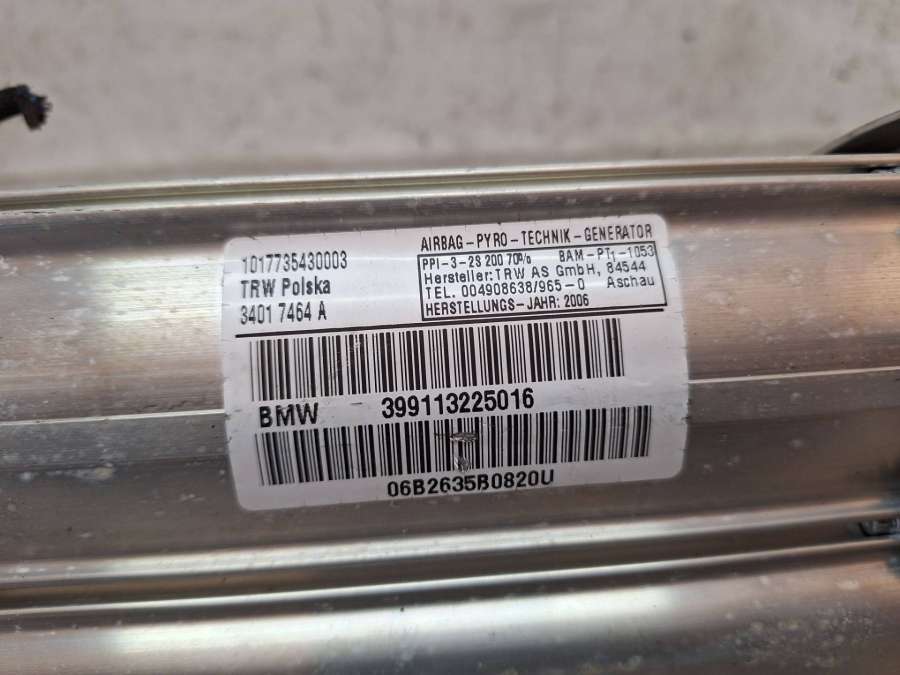 1017735430003
TRW Polska
3401 7464 A
AIRBAG-PYRO-TECHNIK-GENERATOR
PPI-3-2S 200 70% BAM-PT1-1053
Hersteller: TRW AS GmbH, 84544
TEL. 004908638/965-0 Aschau
HERSTELLUNGS-JAHR: 2006
BMW 399113225016
06B2635B0820U